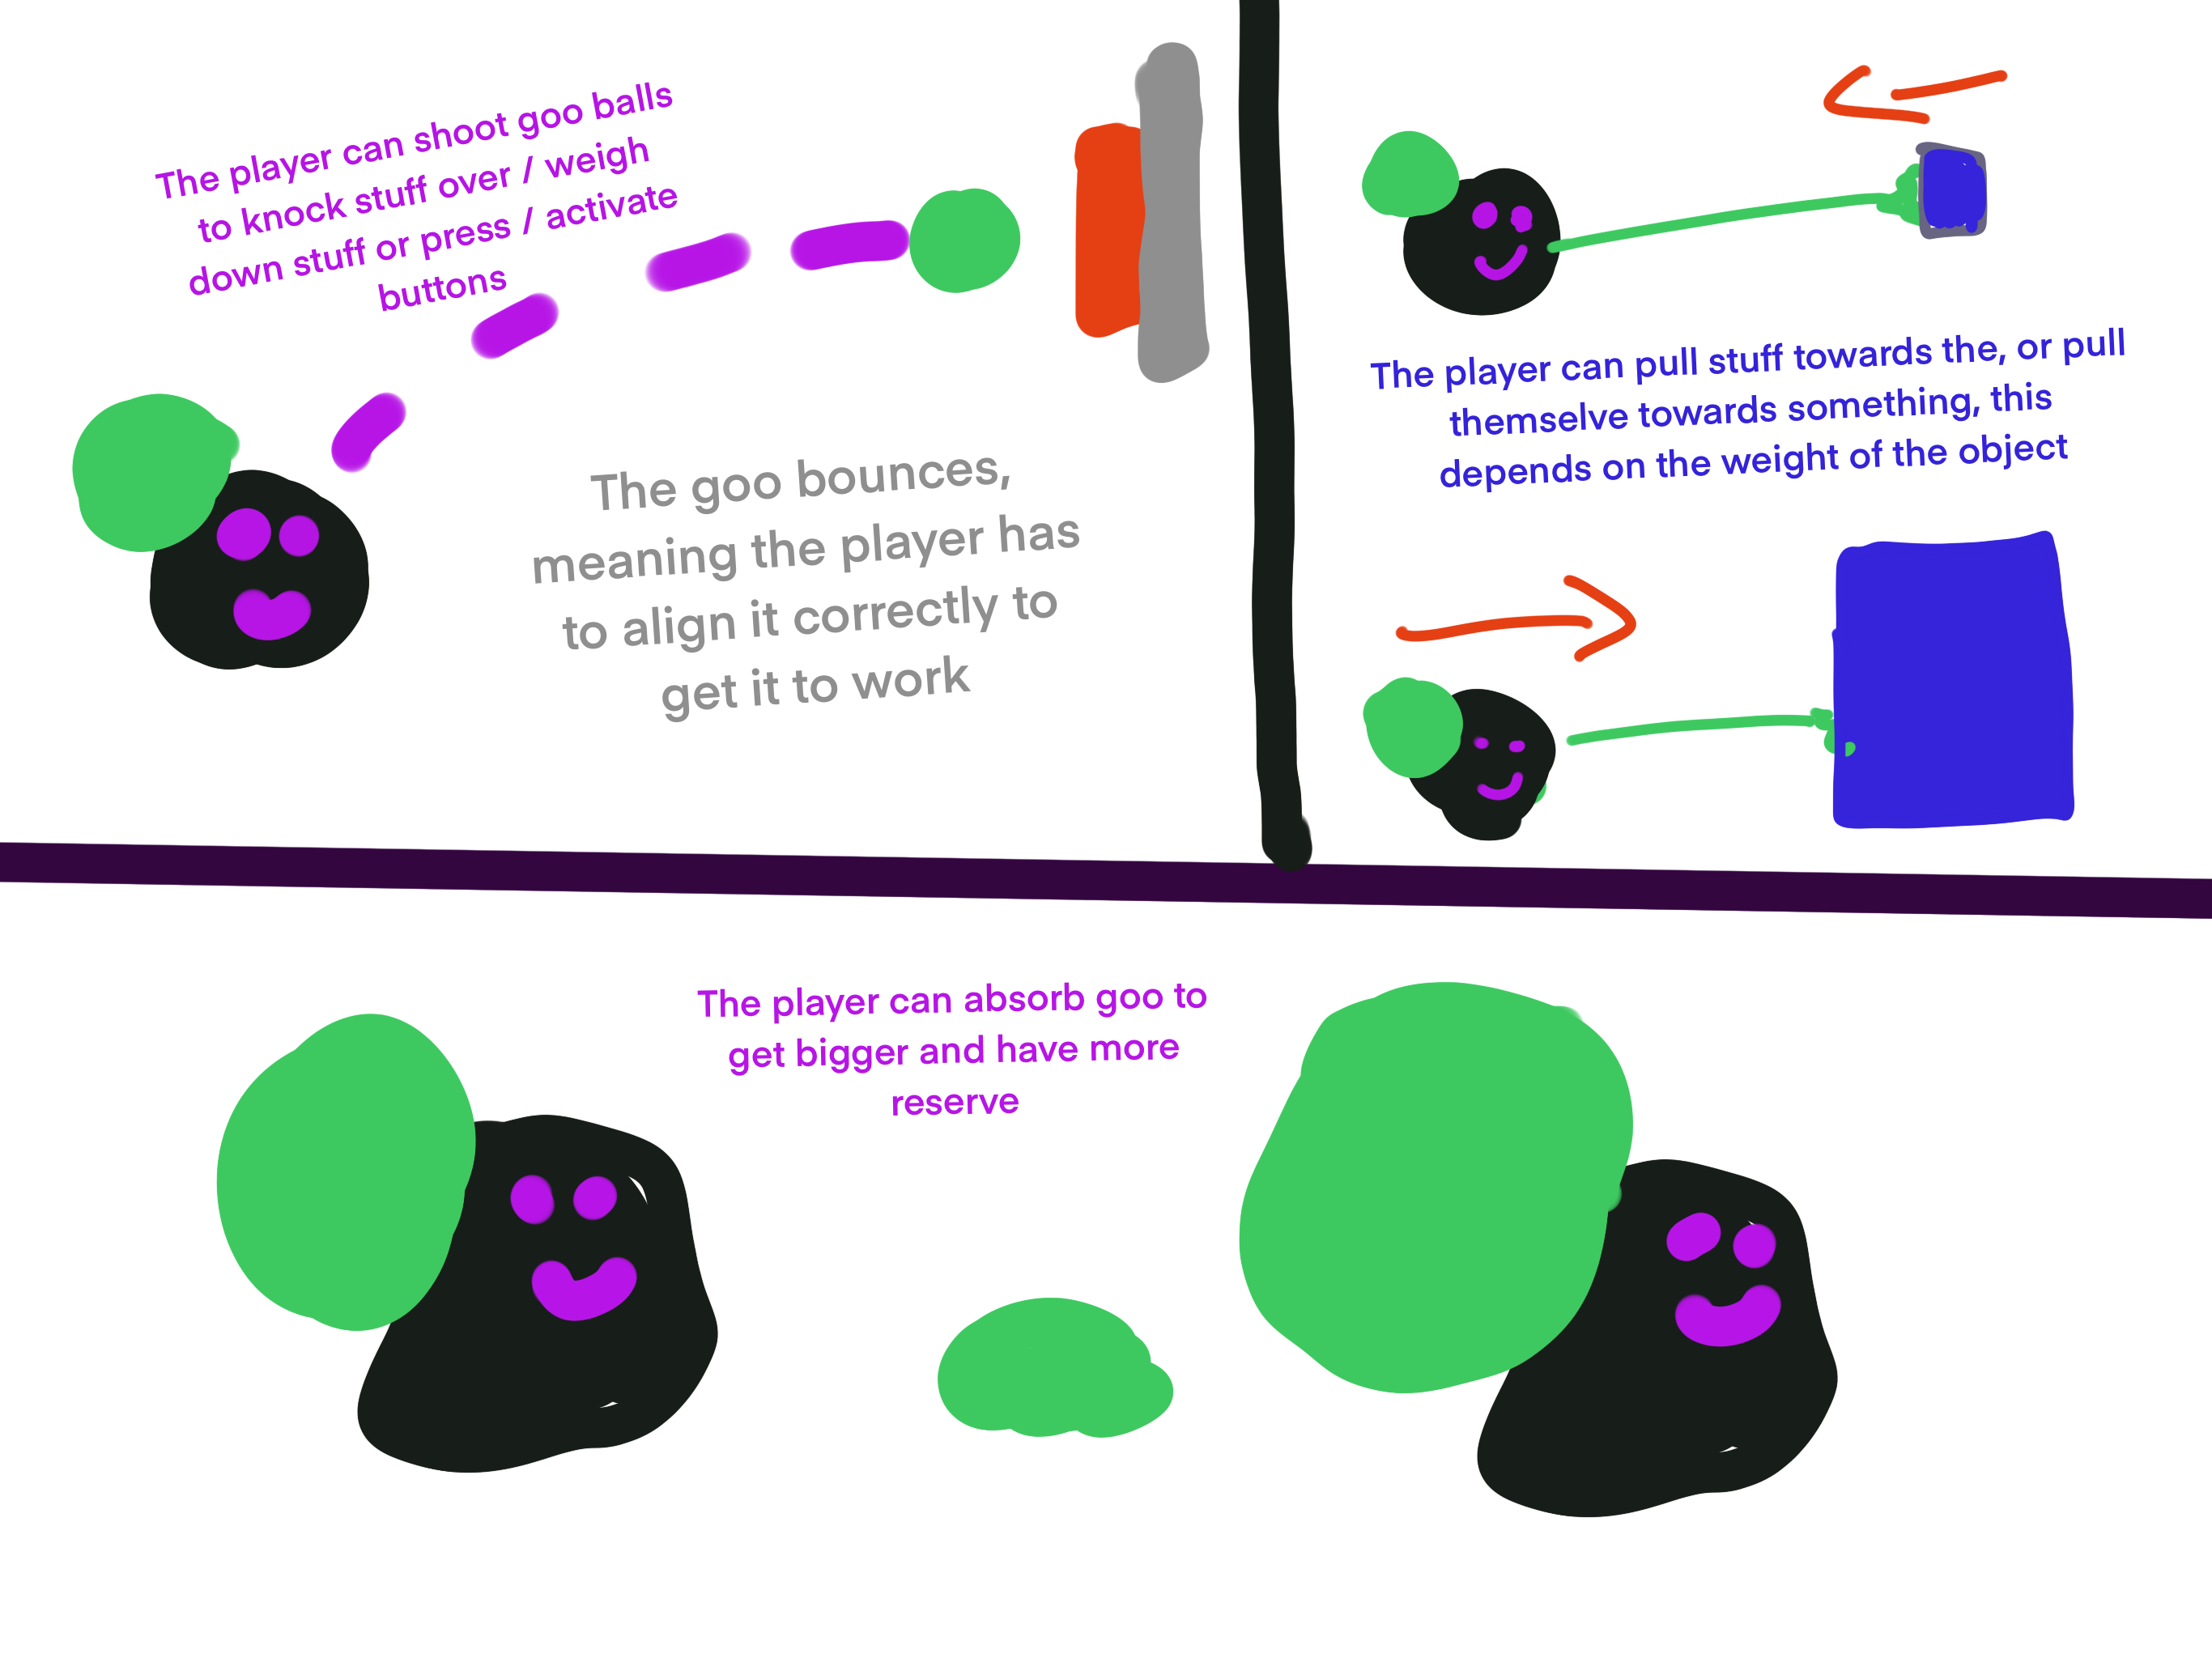 The player can shoot goo balls
to knock stuff over / weigh
down stuff or press / activate
buttons
The goo bounces,
meaning the player has
to align it correctly to
get it to work
The player can pull stuff towards the, or pull
themselve towards something, this
depends on the weight of the object
The player can absorb goo to
get bigger and have more
reserve